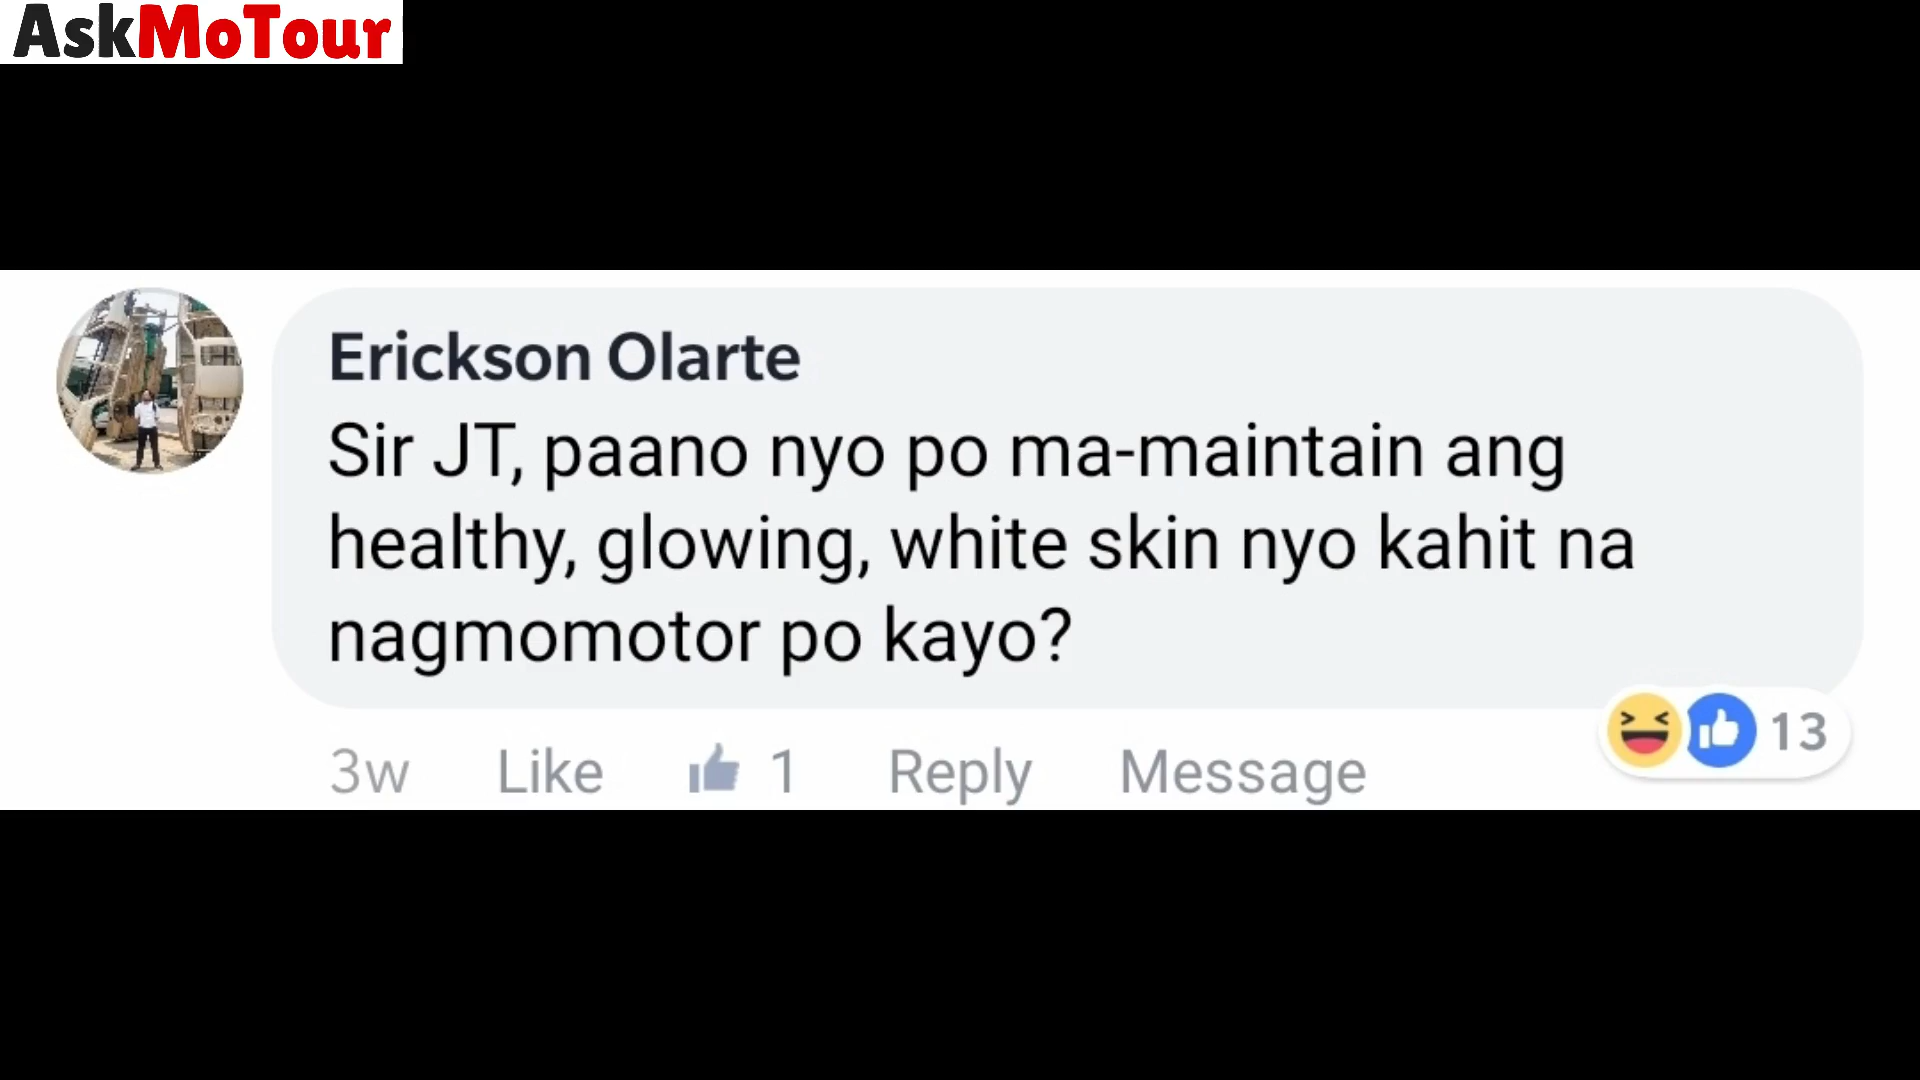 AskMoTour
Erickson Olarte
Sir JT, paano nyo po ma-maintain ang
healthy, glowing, white skin nyo kahit na
nagmomotor po kayo?
13
3w Like 1 Reply Message